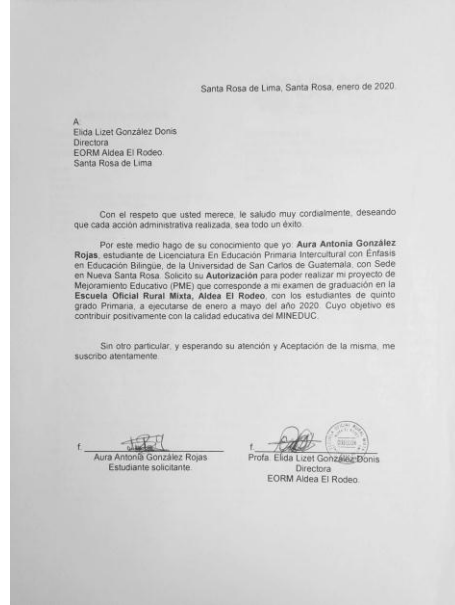 Santa Rosa de Lima, Santa Rosa, enero de 2020.
A.
Elida Lizet González Donis
Directora
EORM Aldea El Rodeo.
Santa Rosa de Lima
Con el respeto que usted merece, le saludo muy cordialmente, deseando
que cada acción administrativa realizada, sea todo un éxito.
Por este medio hago de su conocimiento que yo: Aura Antonia González
Rojas, estudiante de Licenciatura En Educación Primaria Intercultural con Énfasis
en Educación Bilingüe, de la Universidad de San Carlos de Guatemala, con Sede
en Nueva Santa Rosa. Solicito su Autorización para poder realizar mi proyecto de
Mejoramiento Educativo (PME) que corresponde a mi examen de graduación en la
Escuela Oficial Rural Mixta, Aldea El Rodeo, con los estudiantes de quinto
grado Primaria, a ejecutarse de enero a mayo del año 2020. Cuyo objetivo es
contribuir positivamente con la calidad educativa del MINEDUC.
Sin otro particular, y esperando su atención y Aceptación de la misma, me
suscribo atentamente.
f.
Aura Antonia González Rojas
Estudiante solicitante.
f.
Profa. Elida Lizet González Donis
Directora
EORM Aldea El Rodeo.